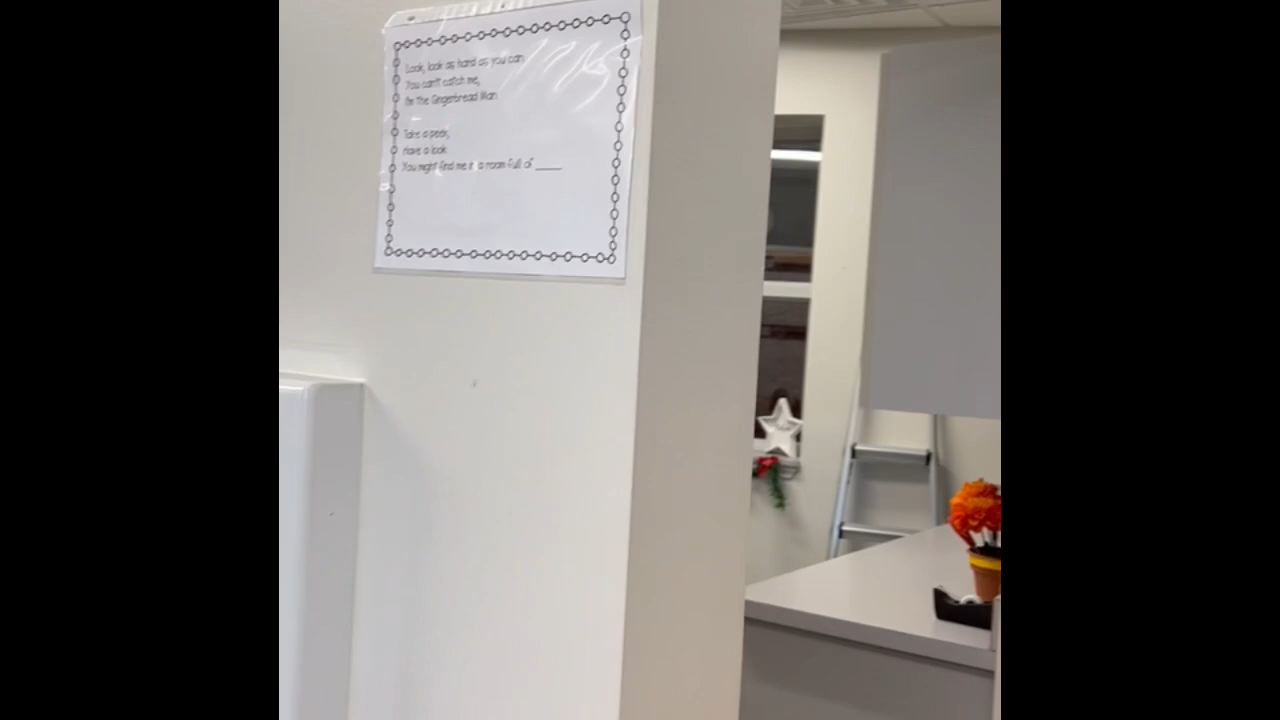 Look, look as hard as you can
You can't catch me,
I'm the Gingerbread Man
Take a peek,
Have a look
You might find me in a room full of _____